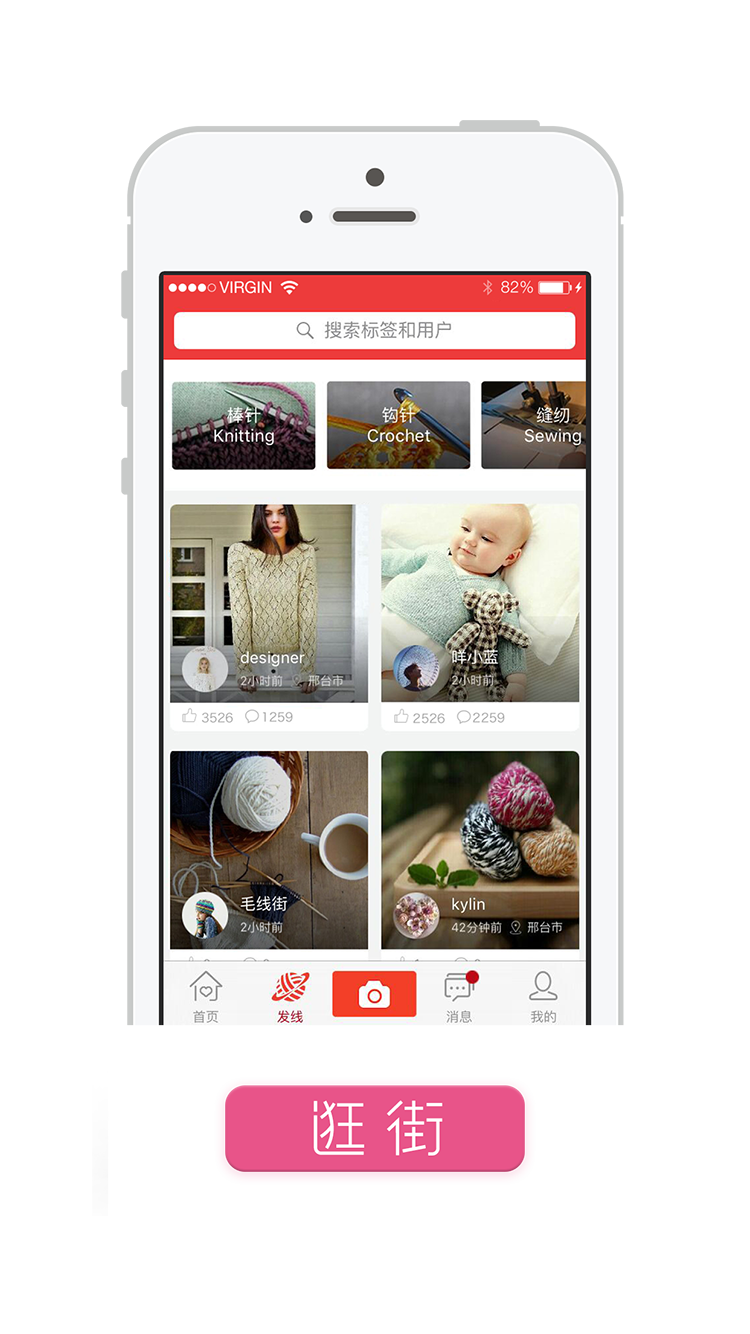 VIRGIN
82%
搜索标签和用户
棒针
Knitting
钩针
Crochet
缝纫
Sewing
designer
2小时前 邢台市
3526 1259
咩小蓝
2小时前
2526 2259
毛线街
2小时前
kylin
42分钟前 邢台市
首页
发线
消息
我的
逛街